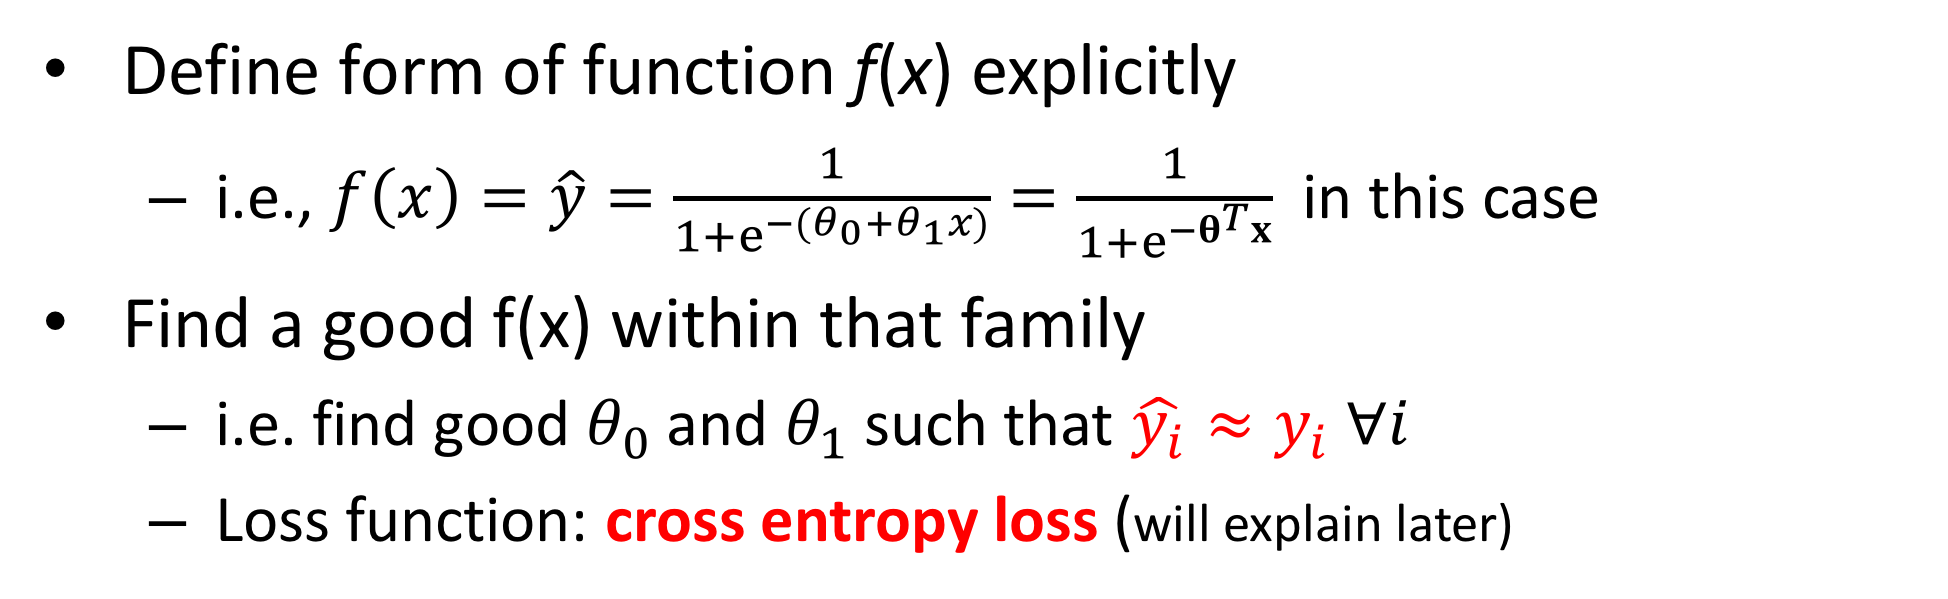 • Define form of function f(x) explicitly
– i.e., f(x) = ŷ = 1/(1+e^−(θ₀+θ₁x)) = 1/(1+e^−θᵀx) in this case
• Find a good f(x) within that family
– i.e. find good θ₀ and θ₁ such that ŷᵢ ≈ yᵢ ∀i
– Loss function: cross entropy loss (will explain later)